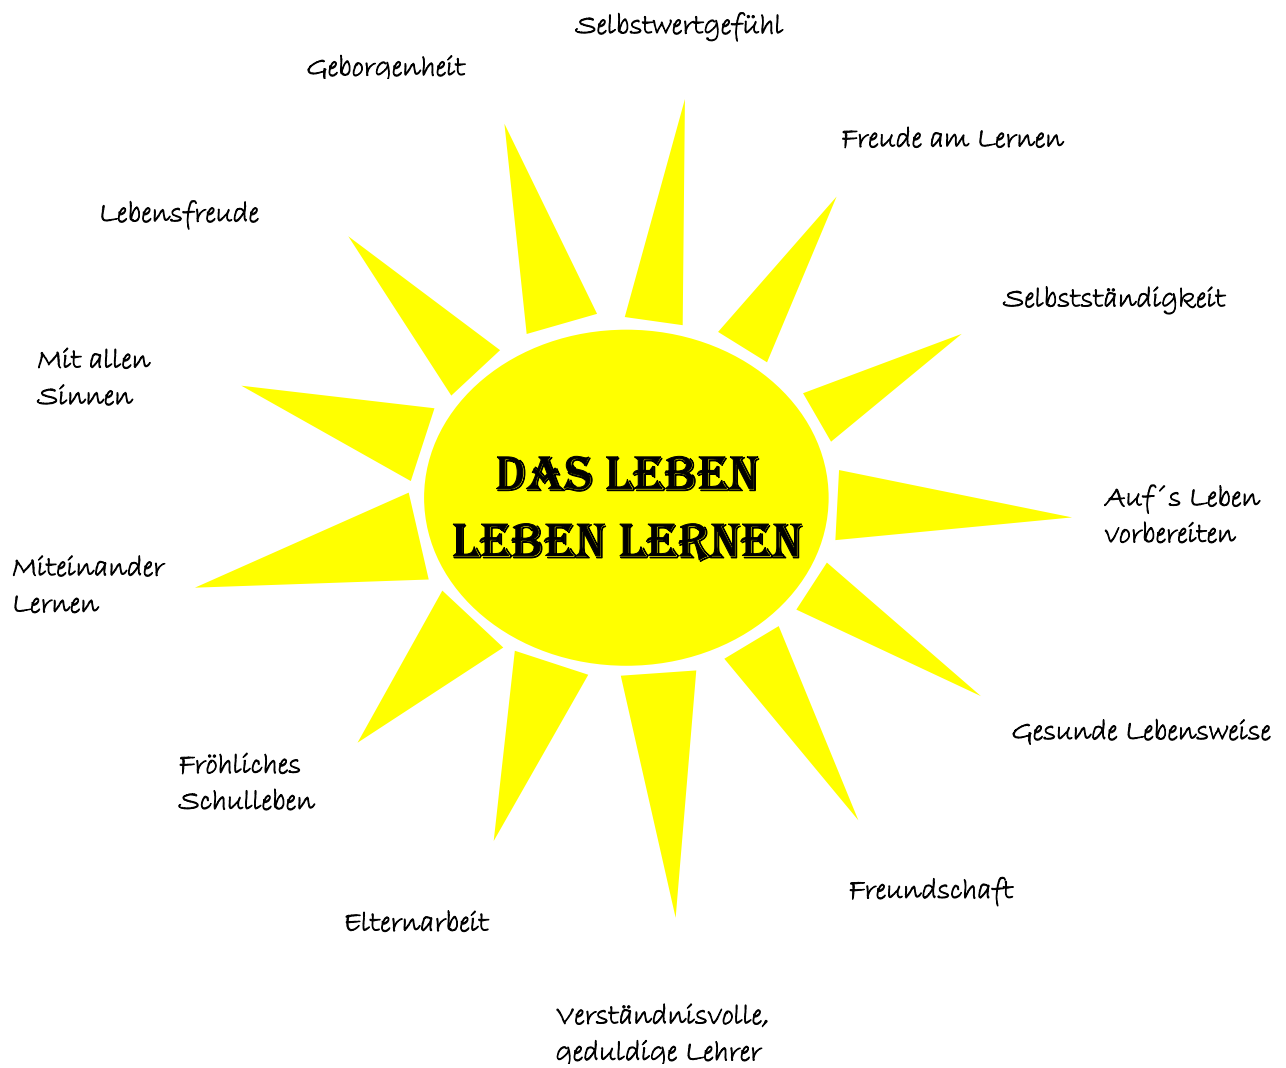 Selbstwertgefühl
Geborgenheit
Freude am Lernen
Lebensfreude
Selbstständigkeit
Mit allen
Sinnen
DAS LEBEN
LEBEN LERNEN
Auf´s Leben
vorbereiten
Miteinander
Lernen
Gesunde Lebensweise
Fröhliches
Schulleben
Freundschaft
Elternarbeit
Verständnisvolle,
geduldige Lehrer